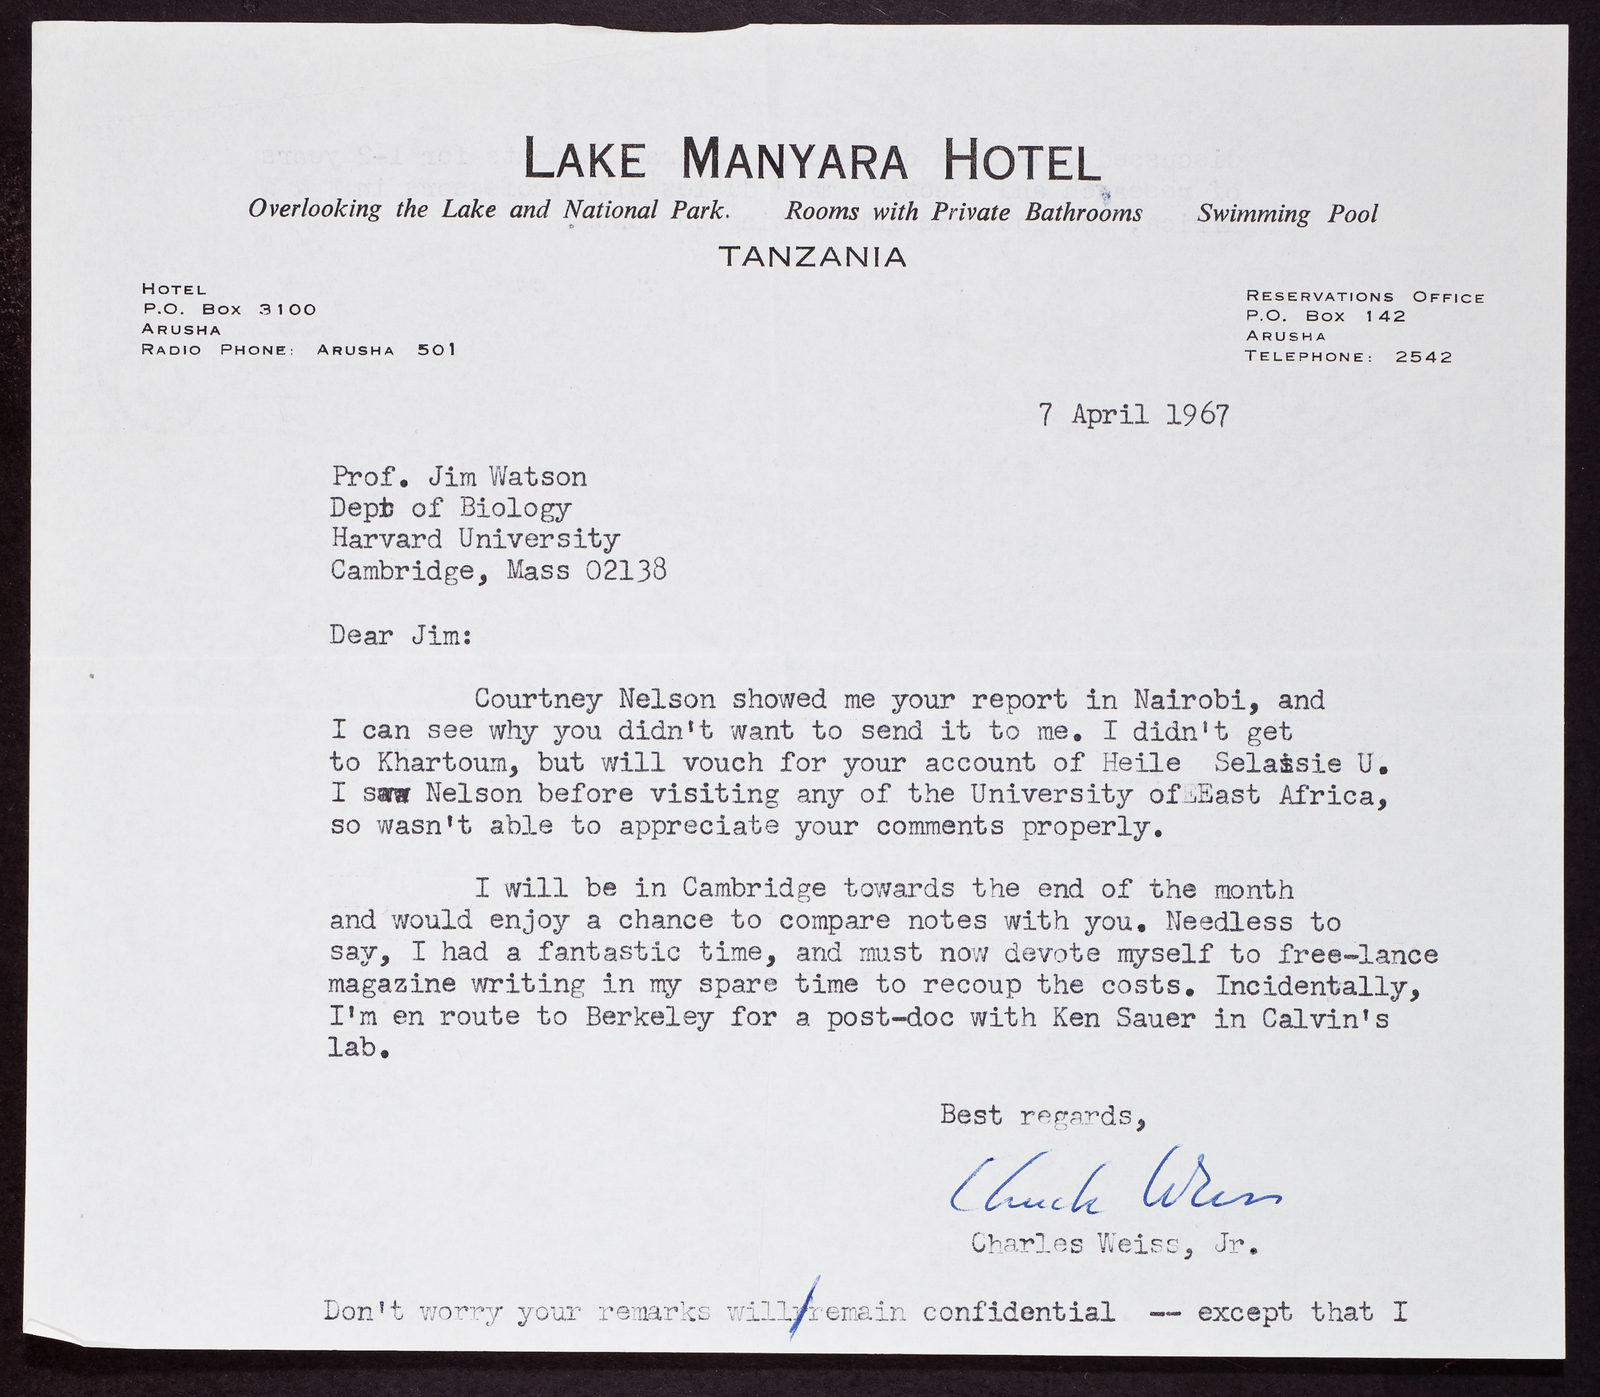 LAKE MANYARA HOTEL
Overlooking the Lake and National Park. Rooms with Private Bathrooms Swimming Pool
TANZANIA
HOTEL
P.O. BOX 3100
ARUSHA
RADIO PHONE: ARUSHA 501
RESERVATIONS OFFICE
P.O. BOX 142
ARUSHA
TELEPHONE: 2542
7 April 1967
Prof. Jim Watson
Dept of Biology
Harvard University
Cambridge, Mass 02138
Dear Jim:
Courtney Nelson showed me your report in Nairobi, and
I can see why you didn't want to send it to me. I didn't get
to Khartoum, but will vouch for your account of Heile Selassie U.
I saw Nelson before visiting any of the University of East Africa,
so wasn't able to appreciate your comments properly.
I will be in Cambridge towards the end of the month
and would enjoy a chance to compare notes with you. Needless to
say, I had a fantastic time, and must now devote myself to free-lance
magazine writing in my spare time to recoup the costs. Incidentally,
I'm en route to Berkeley for a post-doc with Ken Sauer in Calvin's
lab.
Best regards,
Chuck Weiss
Charles Weiss, Jr.
Don't worry your remarks will remain confidential -- except that I